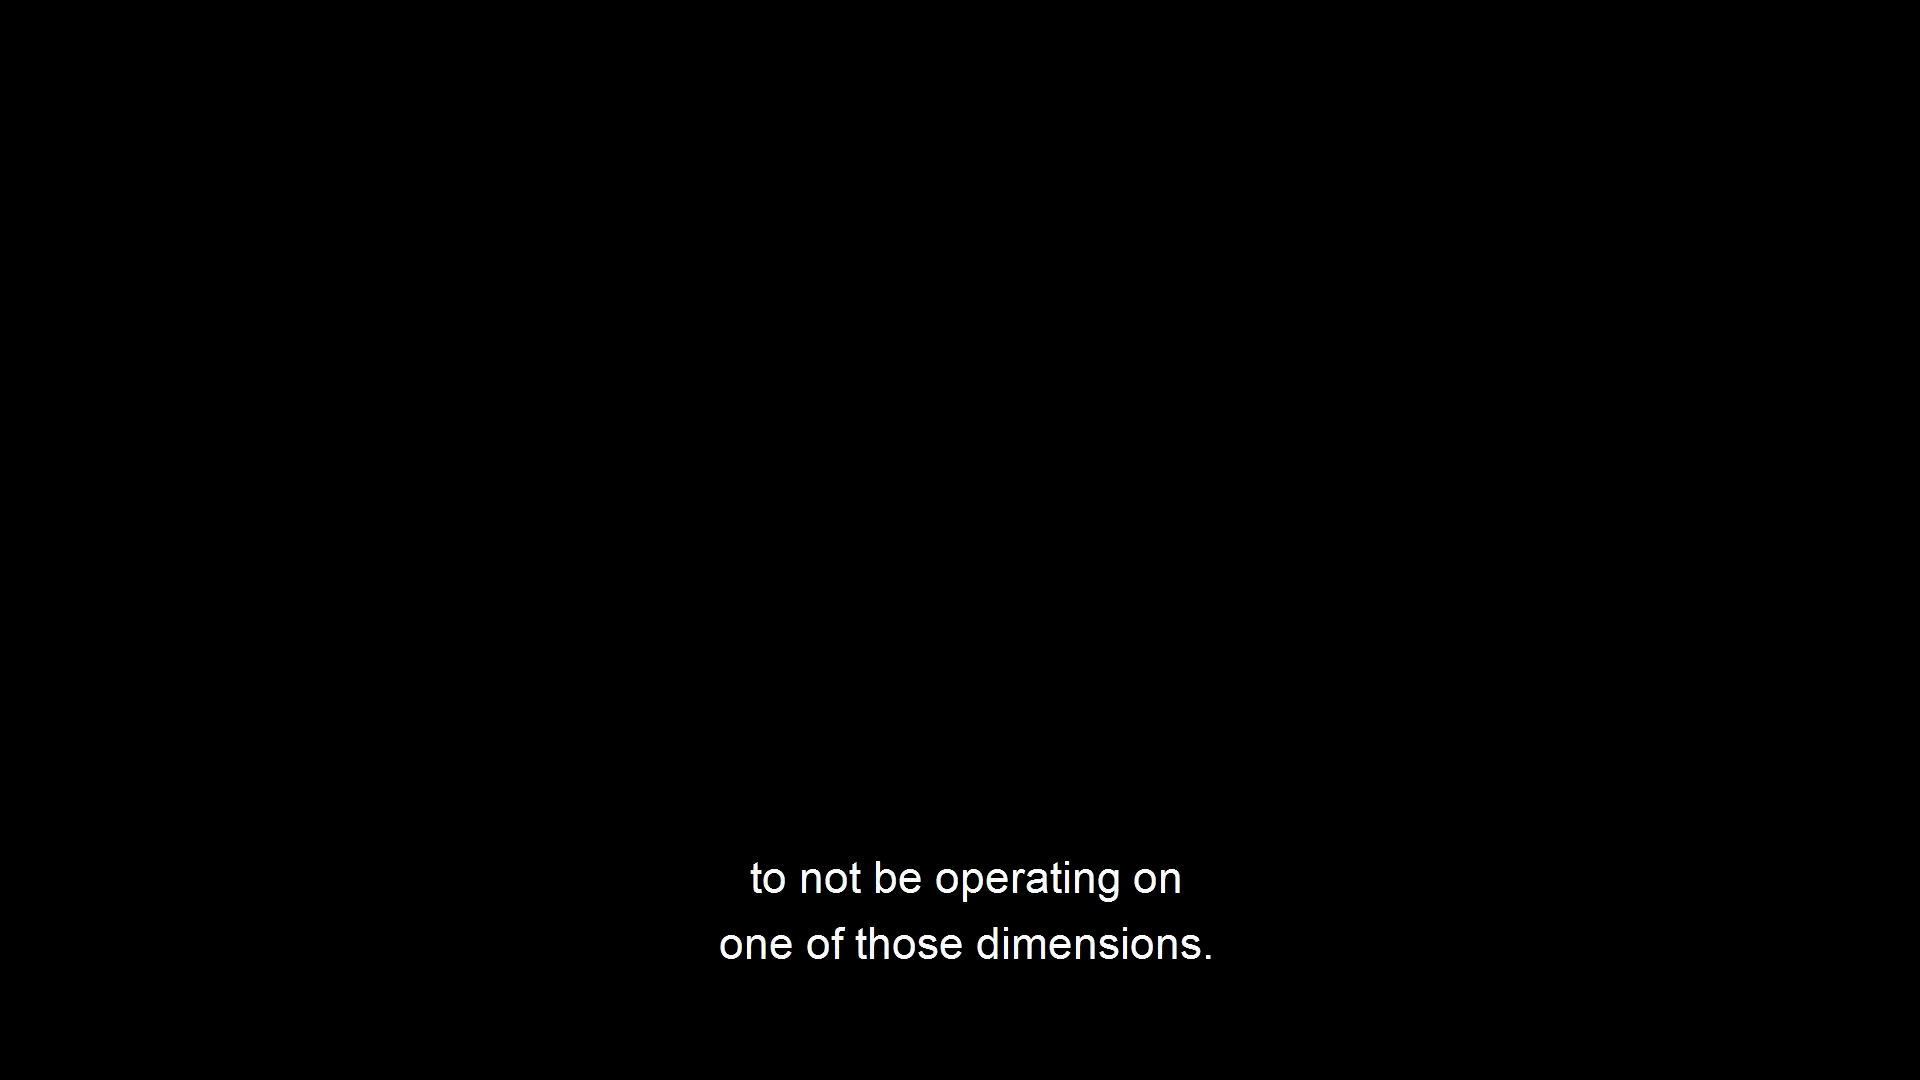 to not be operating on
one of those dimensions.